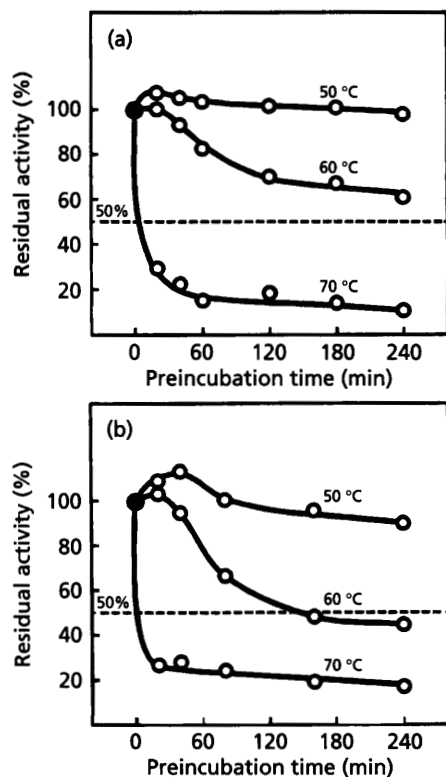 (a)
Residual activity (%)
100
80
60
50%
40
20
50 °C
60 °C
70 °C
0 60 120 180 240
Preincubation time (min)
(b)
Residual activity (%)
100
80
60
50%
40
20
50 °C
60 °C
70 °C
0 60 120 180 240
Preincubation time (min)